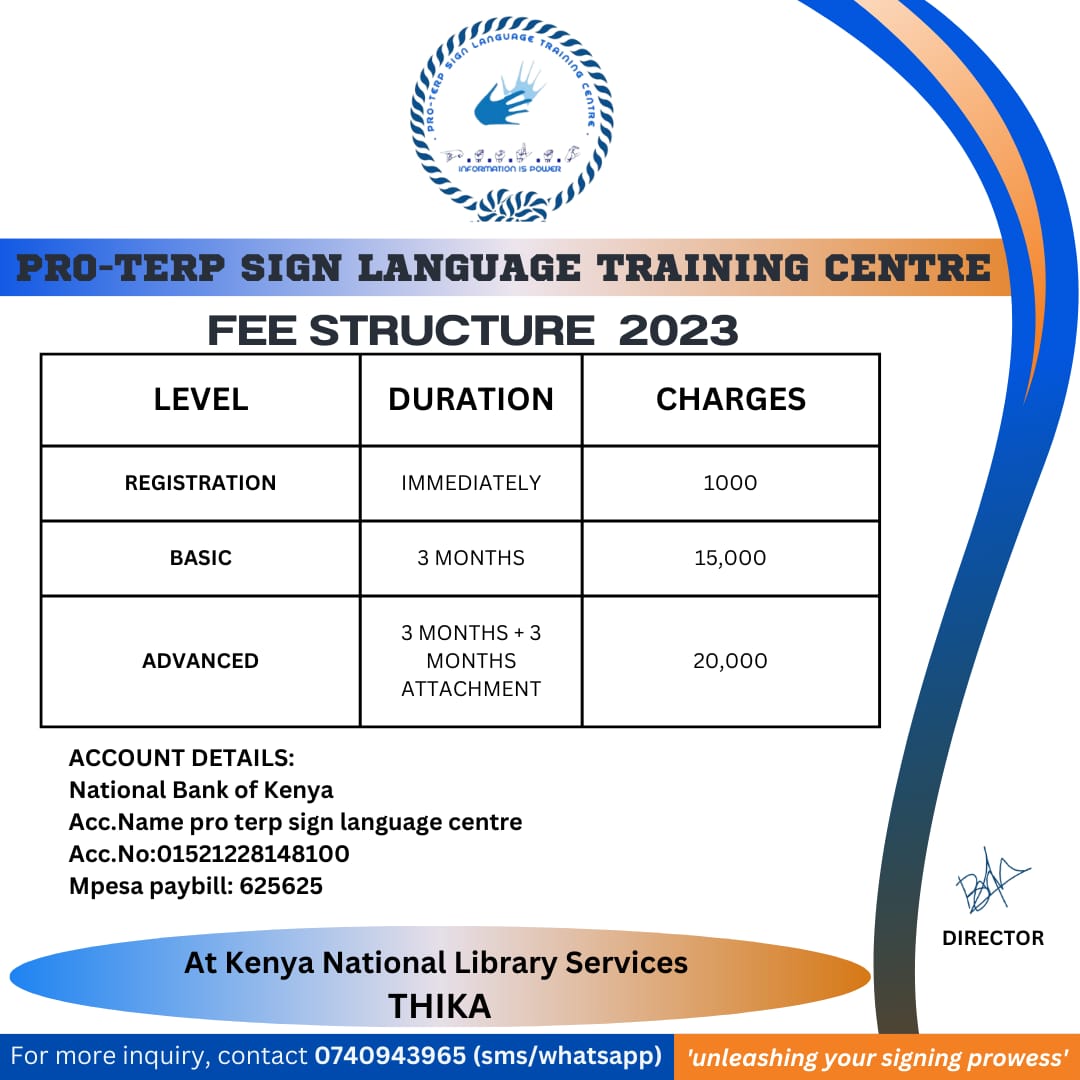 PRO-TERP SIGN LANGUAGE TRAINING CENTRE
INFORMATION IS POWER
PRO-TERP SIGN LANGUAGE TRAINING CENTRE
FEE STRUCTURE 2023
LEVEL DURATION CHARGES
REGISTRATION IMMEDIATELY 1000
BASIC 3 MONTHS 15,000
ADVANCED 3 MONTHS + 3 MONTHS ATTACHMENT 20,000
ACCOUNT DETAILS:
National Bank of Kenya
Acc.Name pro terp sign language centre
Acc.No:01521228148100
Mpesa paybill: 625625
DIRECTOR
At Kenya National Library Services
THIKA
For more inquiry, contact 0740943965 (sms/whatsapp)
'unleashing your signing prowess'